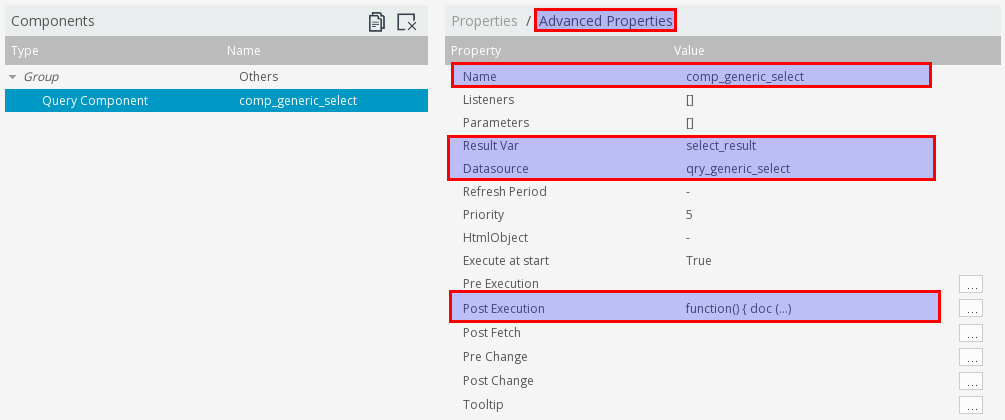 Components
Type Name
Group Others
Query Component comp_generic_select
Properties / Advanced Properties
Property Value
Name comp_generic_select
Listeners []
Parameters []
Result Var select_result
Datasource qry_generic_select
Refresh Period -
Priority 5
HtmlObject -
Execute at start True
Pre Execution ...
Post Execution function() { doc (...) ...
Post Fetch ...
Pre Change ...
Post Change ...
Tooltip ...